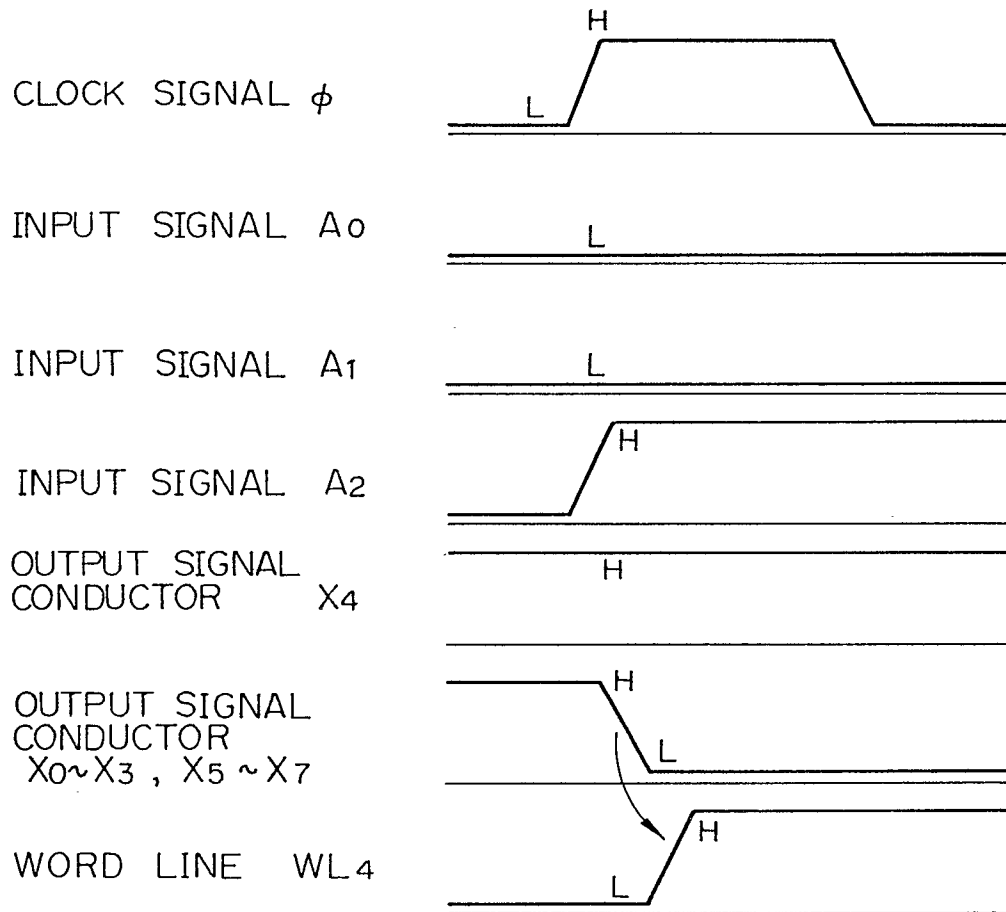 H
CLOCK SIGNAL φ
L
INPUT SIGNAL A0
L
INPUT SIGNAL A1
L
H
INPUT SIGNAL A2
OUTPUT SIGNAL
CONDUCTOR X4
H
OUTPUT SIGNAL
CONDUCTOR
X0~X3 , X5 ~X7
H
L
WORD LINE WL4
H
L